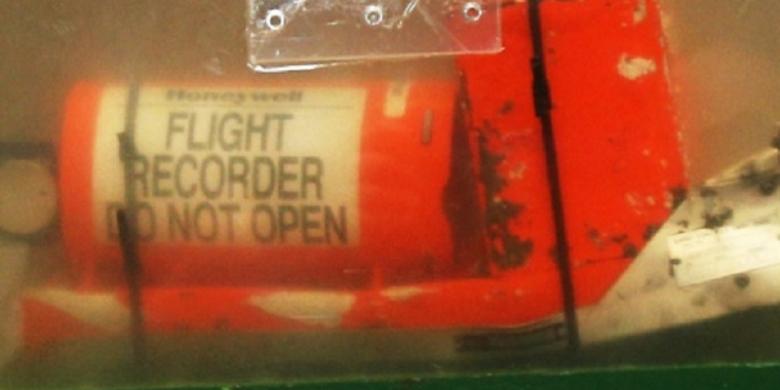 Honeywell
FLIGHT
RECORDER
DO NOT OPEN